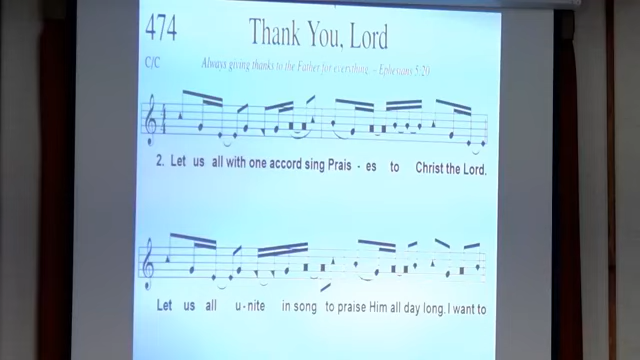 474
Thank You, Lord
C/C
Always giving thanks to the Father for everything. - Ephesians 5:20
2. Let us all with one accord sing Prais - es to Christ the Lord.
Let us all u - nite in song to praise Him all day long. I want to